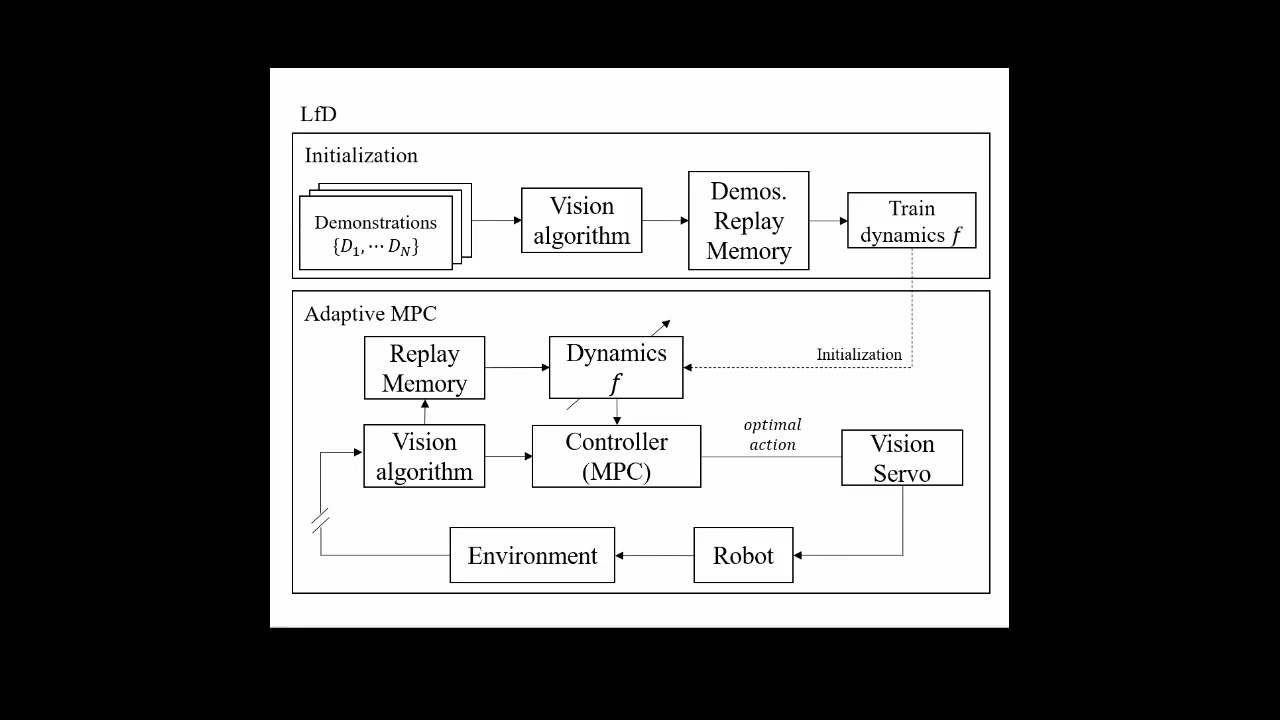 LfD
Initialization
Demonstrations
{D₁, ⋯ D_N}
Vision
algorithm
Demos.
Replay
Memory
Train
dynamics f
Adaptive MPC
Replay
Memory
Dynamics
f
Initialization
Vision
algorithm
Controller
(MPC)
optimal
action
Vision
Servo
Environment
Robot